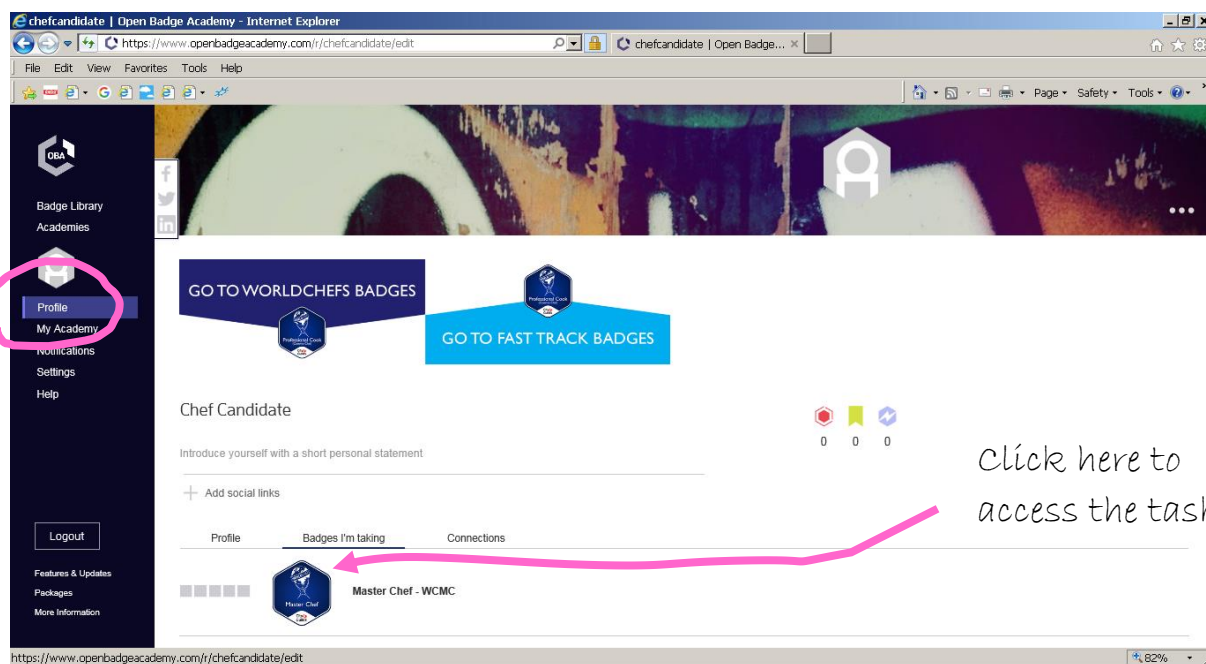 chefcandidate | Open Badge Academy - Internet Explorer
https://www.openbadgeacademy.com/r/chefcandidate/edit
chefcandidate | Open Badge...
File Edit View Favorites Tools Help
Page Safety Tools
OBA
Badge Library
Academies
Profile
My Academy
Notifications
Settings
Help
Logout
Features & Updates
Packages
More Information
GO TO WORLDCHEFS BADGES
Professional Cook
GO TO FAST TRACK BADGES
Chef Candidate
0 0 0
Introduce yourself with a short personal statement
Add social links
Click here to
access the task
Profile Badges I'm taking Connections
Master Chef
Master Chef - WCMC
https://www.openbadgeacademy.com/r/chefcandidate/edit
82%